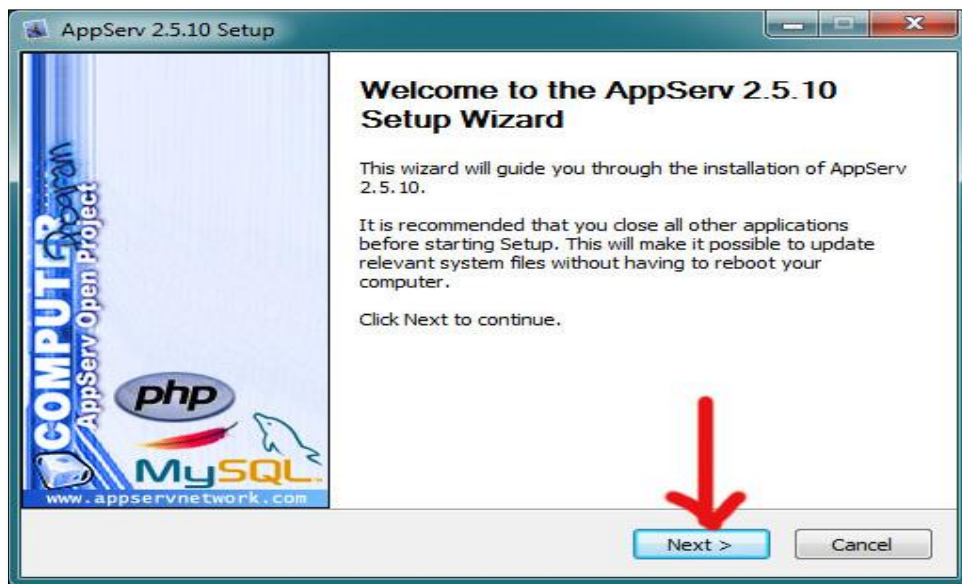 AppServ 2.5.10 Setup
COMPUTER
Program
AppServ Open Project
php
MySQL
www.appservnetwork.com
Welcome to the AppServ 2.5.10
Setup Wizard
This wizard will guide you through the installation of AppServ
2.5.10.
It is recommended that you close all other applications
before starting Setup. This will make it possible to update
relevant system files without having to reboot your
computer.
Click Next to continue.
Next >
Cancel